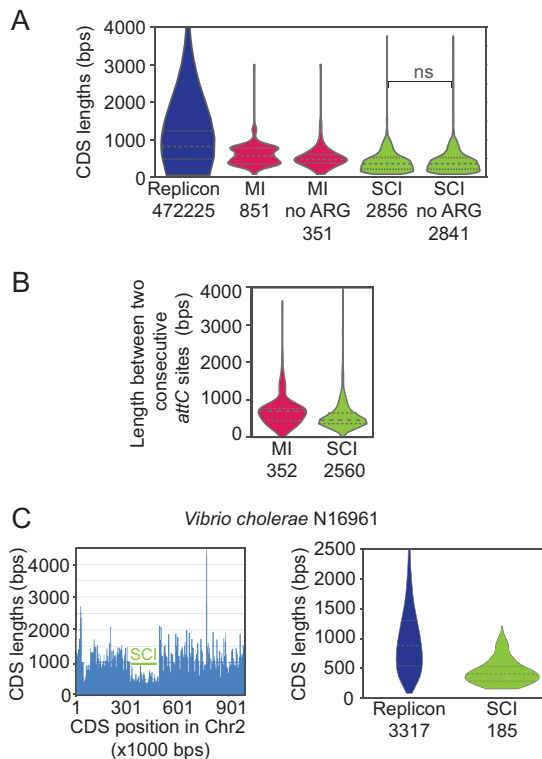 A
CDS lengths (bps)
4000
3000
2000
1000
0
ns
Replicon
472225
MI
851
MI
no ARG
351
SCI
2856
SCI
no ARG
2841
B
Length between two
consecutive
attC sites (bps)
4000
3000
2000
1000
0
MI
352
SCI
2560
C
Vibrio cholerae N16961
CDS lengths (bps)
4000
3000
2000
1000
0
SCI
1 301 601 901
CDS position in Chr2
(x1000 bps)
CDS lengths (bps)
2500
2000
1500
1000
500
0
Replicon
3317
SCI
185